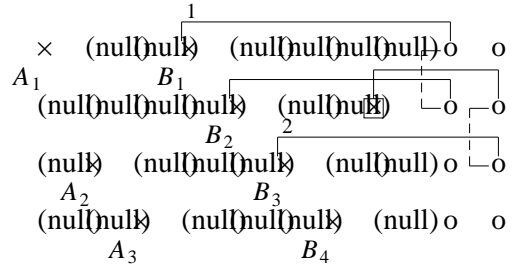 1
× (null)(null)× (null)(null)(null)(null) o o
A₁ B₁
(null)(null)(null)(null)× (null)(null)× o o
B₂ 2
(null)× (null)(null)(null)× (null)(null) o o
A₂ B₃
(null)(null)× (null)(null)(null)× (null) o o
A₃ B₄